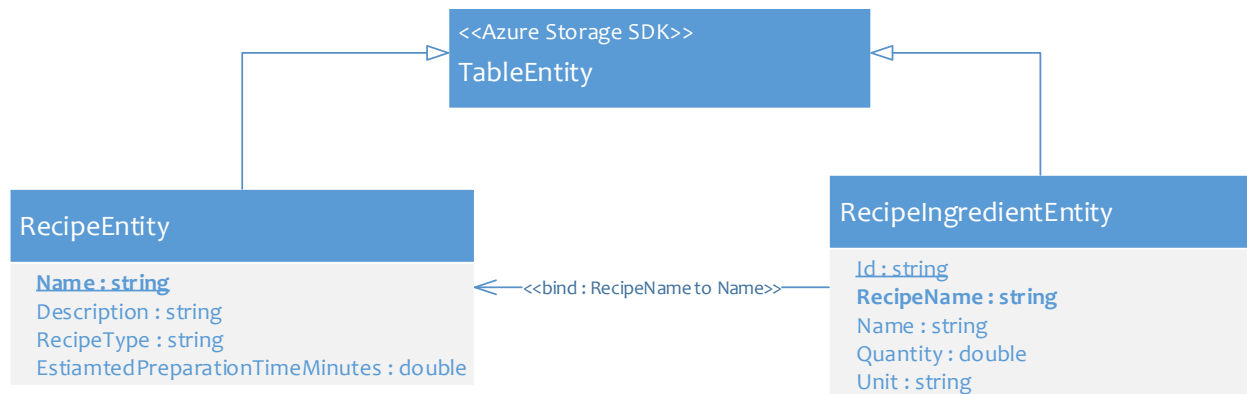 <<Azure Storage SDK>>
TableEntity
RecipeEntity
Name : string
Description : string
RecipeType : string
EstiamtedPreparationTimeMinutes : double
<<bind : RecipeName to Name>>
RecipeIngredientEntity
Id : string
RecipeName : string
Name : string
Quantity : double
Unit : string